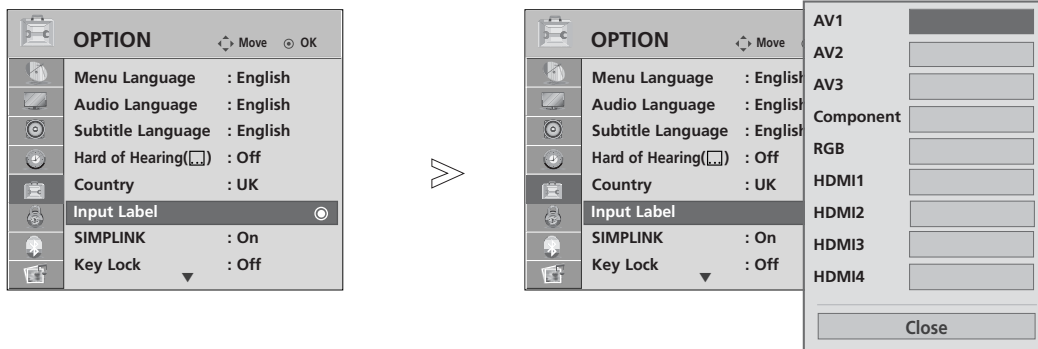 OPTION Move OK
Menu Language : English
Audio Language : English
Subtitle Language : English
Hard of Hearing( ) : Off
Country : UK
Input Label
SIMPLINK : On
Key Lock : Off
OPTION Move
Menu Language : English
Audio Language : English
Subtitle Language : English
Hard of Hearing( ) : Off
Country : UK
Input Label
SIMPLINK : On
Key Lock : Off
AV1
AV2
AV3
Component
RGB
HDMI1
HDMI2
HDMI3
HDMI4
Close